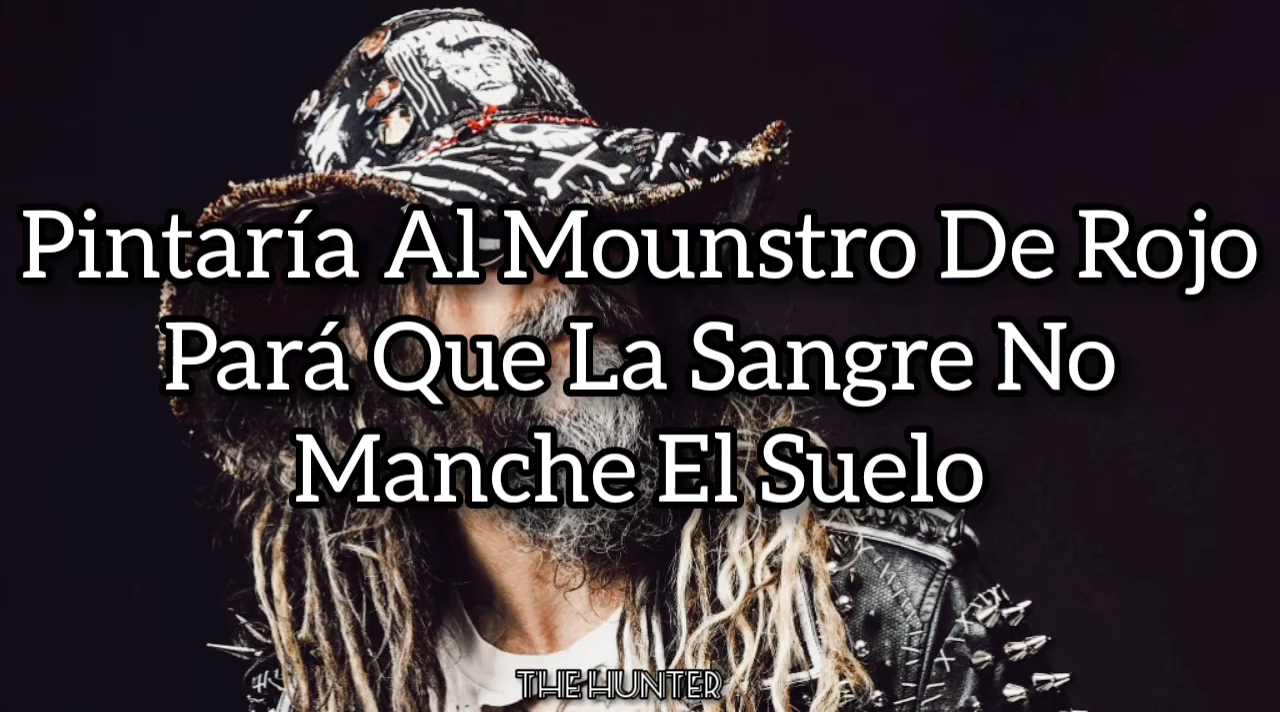 Pintaría Al Mounstro De Rojo
Pará Que La Sangre No
Manche El Suelo
THE HUNTER